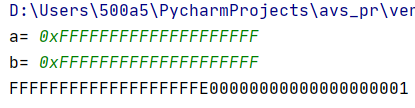 D:\Users\500a5\PycharmProjects\avs_pr\ver
a= 0xFFFFFFFFFFFFFFFFFFFF
b= 0xFFFFFFFFFFFFFFFFFFFF
FFFFFFFFFFFFFFFFFFFE00000000000000000001